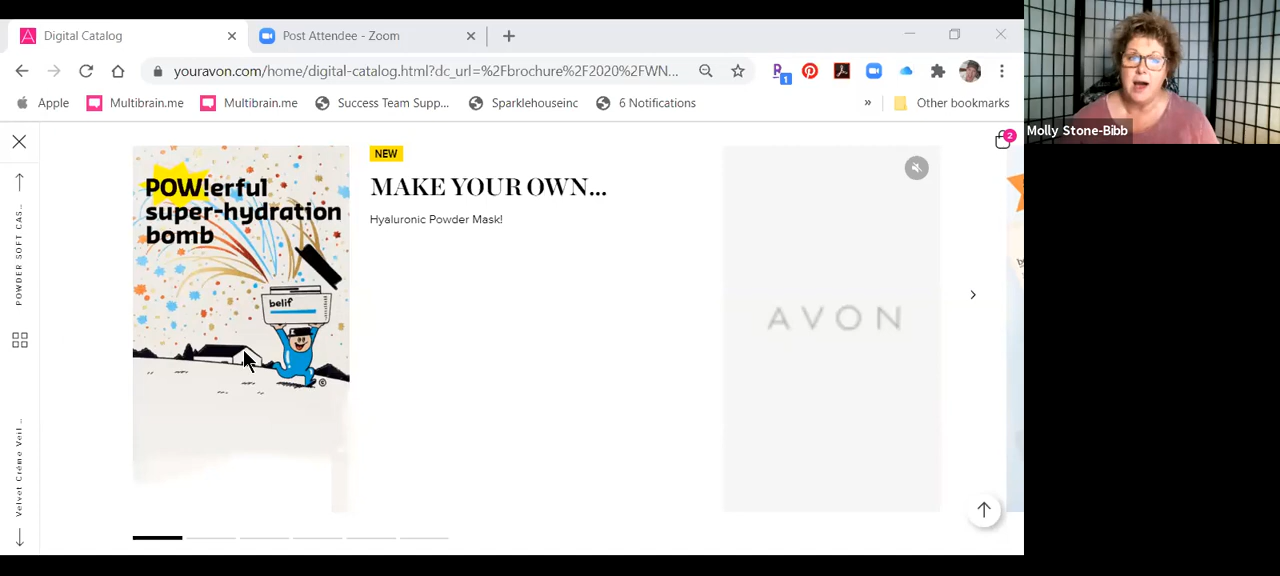 Digital Catalog
Post Attendee - Zoom
youravon.com/home/digital-catalog.html?dc_url=%2Fbrochure%2F2020%2FWN...
Apple
Multibrain.me
Multibrain.me
Success Team Supp...
Sparklehouseinc
6 Notifications
»
Other bookmarks
Molly Stone-Bibb
2
1
POWDER SOFT CAS...
Velvet Crème Veil ...
POW!erful
super-hydration
bomb
belif
©
NEW
MAKE YOUR OWN...
Hyaluronic Powder Mask!
AVON